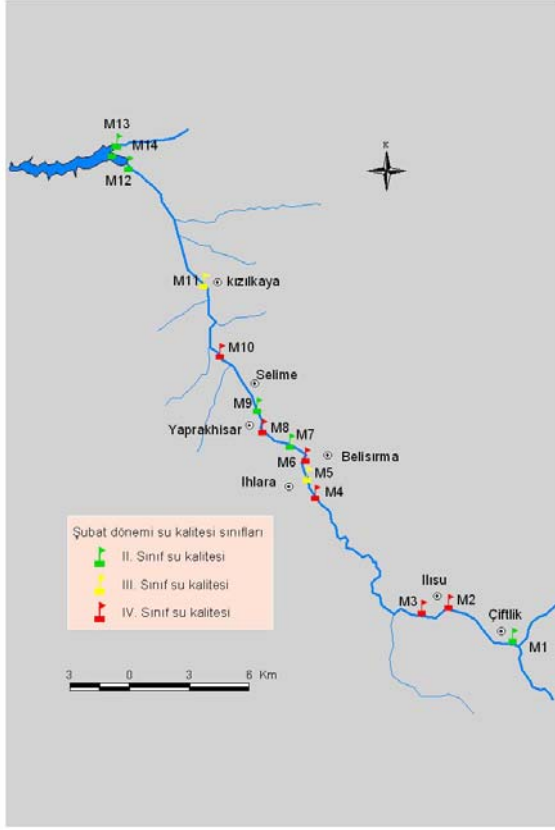 M13
M14
M12
K
M11
kızılkaya
M10
Selime
M9
M8
M7
Yaprakhisar
M6
Belisırma
M5
Ihlara
M4
Şubat dönemi su kalitesi sınıfları
II. Sınıf su kalitesi
III. Sınıf su kalitesi
IV. Sınıf su kalitesi
Ilısu
M3
M2
Çiftlik
M1
3 0 3 6 Km